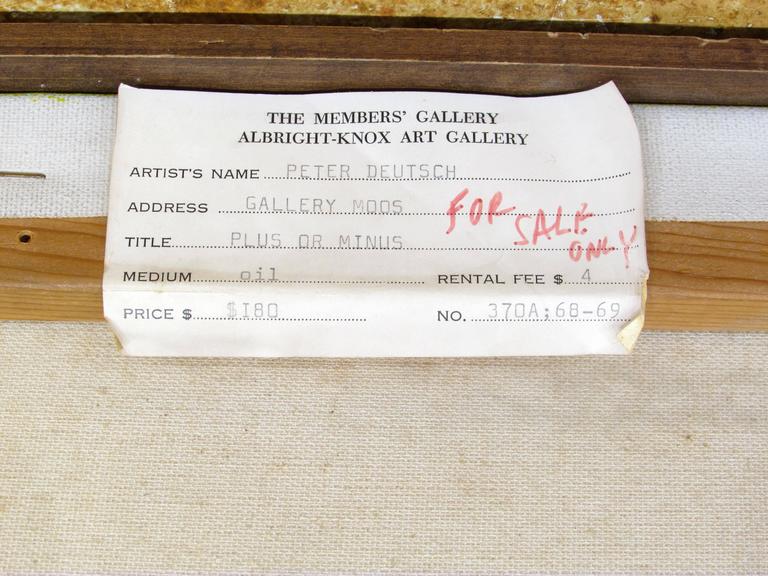 THE MEMBERS' GALLERY
ALBRIGHT-KNOX ART GALLERY
ARTIST'S NAME PETER DEUTSCH
ADDRESS GALLERY MOOS
FOR SALE ONLY
TITLE PLUS OR MINUS
MEDIUM oil RENTAL FEE $ 4
PRICE $ $180 NO. 370A;68-69